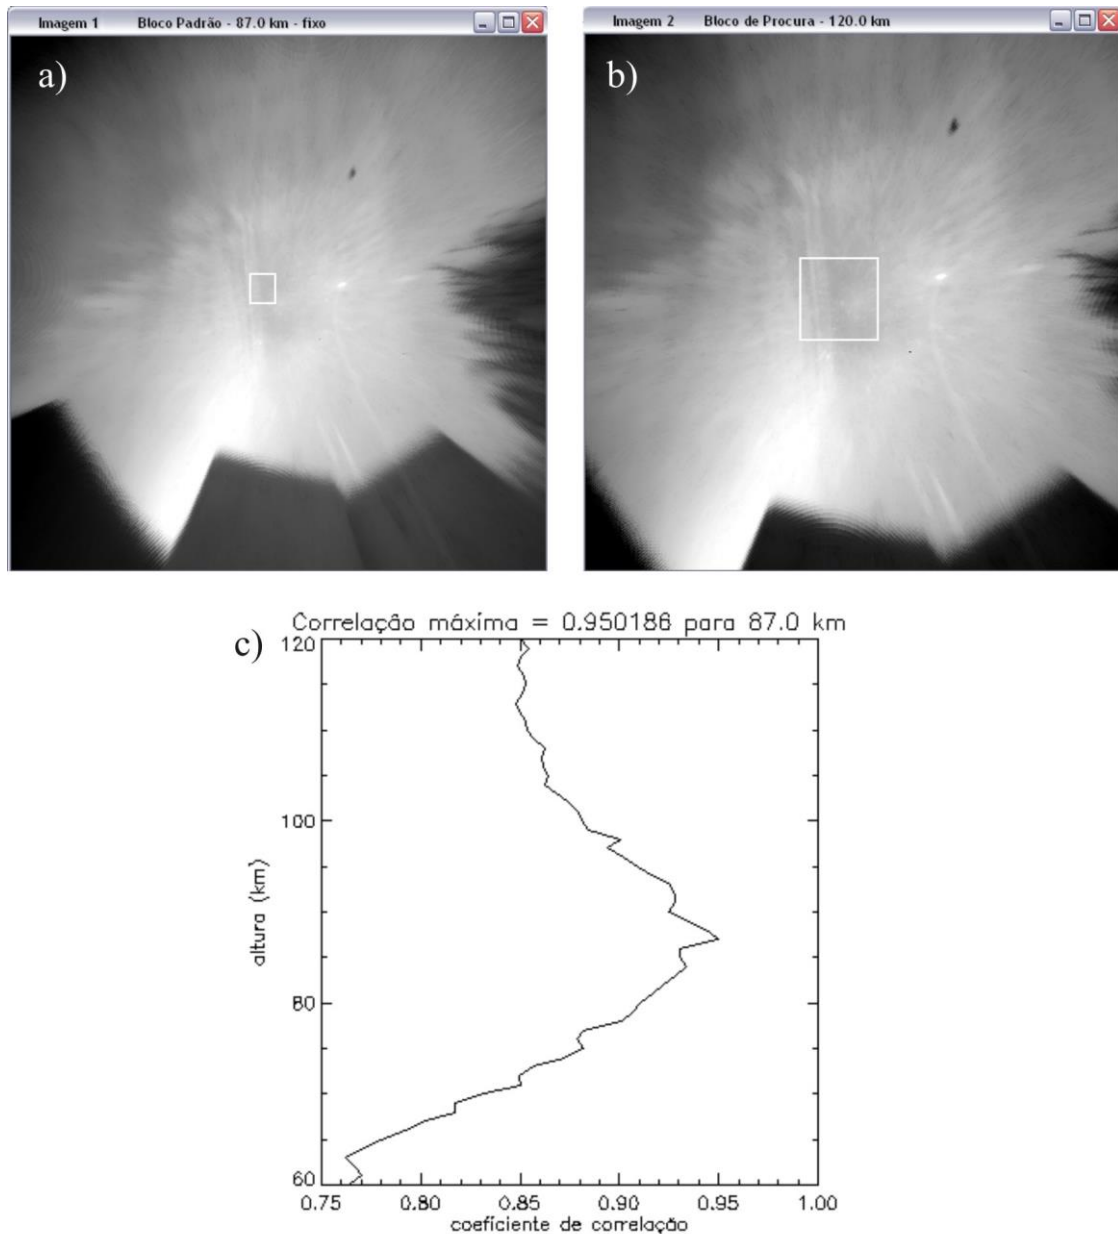 Imagem 1 Bloco Padrão - 87.0 km - fixo
a)
Imagem 2 Bloco de Procura - 120.0 km
b)
Correlação máxima = 0.950186 para 87.0 km
c)
120
100
80
60
altura (km)
0.75 0.80 0.85 0.90 0.95 1.00
coeficiente de correlação